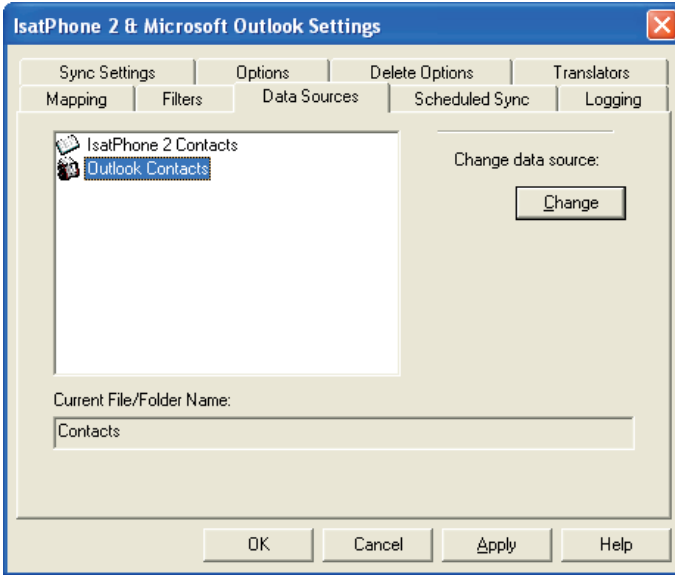 IsatPhone 2 & Microsoft Outlook Settings
Sync Settings Options Delete Options Translators
Mapping Filters Data Sources Scheduled Sync Logging
IsatPhone 2 Contacts
Outlook Contacts
Change data source:
Change
Current File/Folder Name:
Contacts
OK Cancel Apply Help